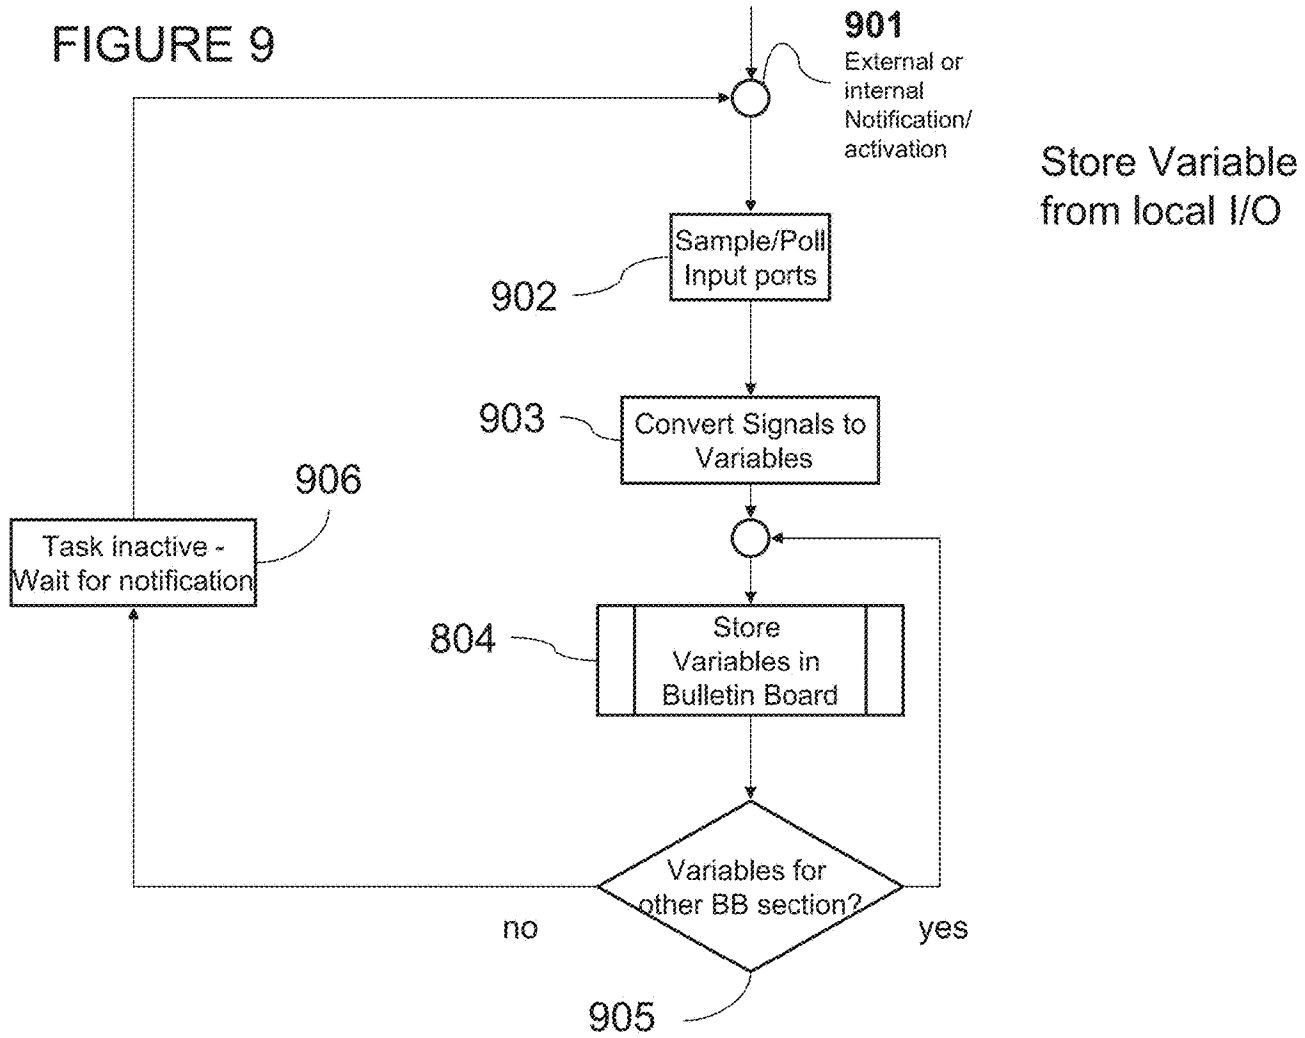 FIGURE 9
901
External or
internal
Notification/
activation
Store Variable
from local I/O
Sample/Poll
Input ports
902
903
Convert Signals to
Variables
906
Task inactive -
Wait for notification
804
Store
Variables in
Bulletin Board
Variables for
other BB section?
no
yes
905